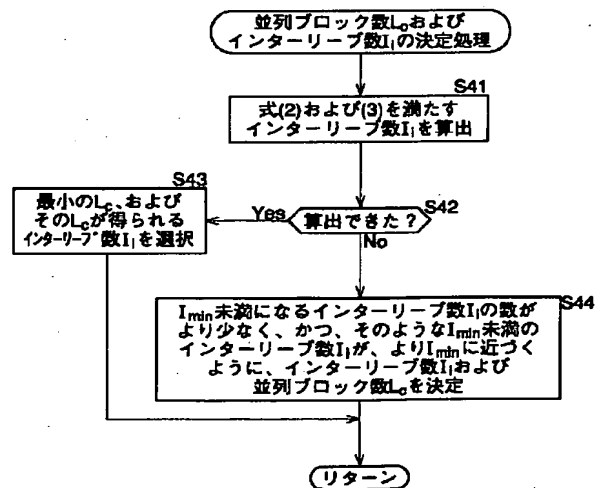 並列ブロック数Lcおよび
インターリーブ数Iiの決定処理
S41
式(2)および(3)を満たす
インターリーブ数Iiを算出
S42
算出できた？
Yes
No
S43
最小のLc、および
そのLcが得られる
インターリーブ数Iiを選択
S44
Imin未満になるインターリーブ数Iiの数が
より少なく、かつ、そのようなImin未満の
インターリーブ数Iiが、よりIminに近づく
ように、インターリーブ数Iiおよび
並列ブロック数Lcを決定
リターン